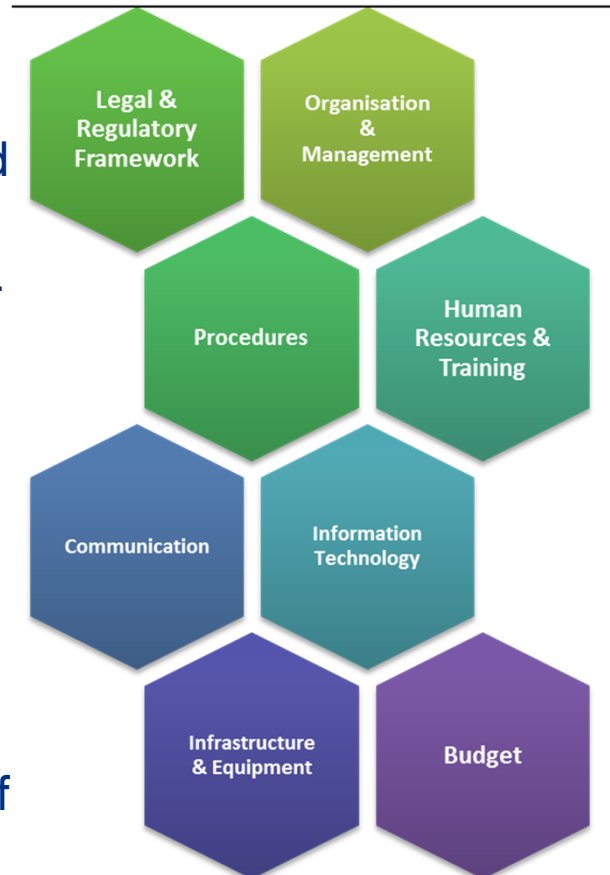 Legal &
Regulatory
Framework
Organisation
&
Management
Procedures
Human
Resources &
Training
Communication
Information
Technology
Infrastructure
& Equipment
Budget